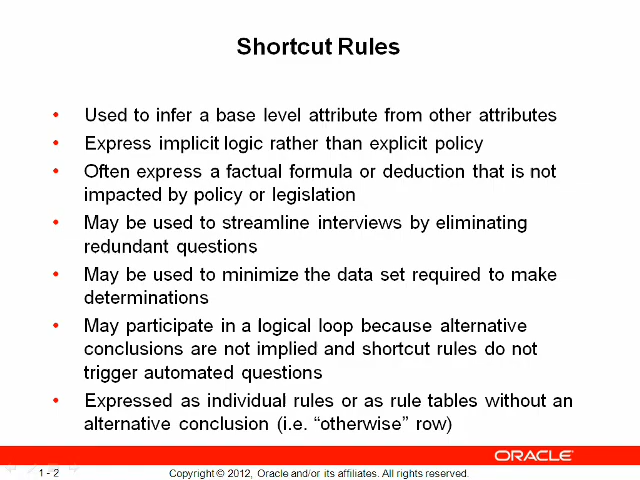 Shortcut Rules
• Used to infer a base level attribute from other attributes
• Express implicit logic rather than explicit policy
• Often express a factual formula or deduction that is not
impacted by policy or legislation
• May be used to streamline interviews by eliminating
redundant questions
• May be used to minimize the data set required to make
determinations
• May participate in a logical loop because alternative
conclusions are not implied and shortcut rules do not
trigger automated questions
• Expressed as individual rules or as rule tables without an
alternative conclusion (i.e. “otherwise” row)
ORACLE
1 - 2 Copyright © 2012, Oracle and/or its affiliates. All rights reserved.